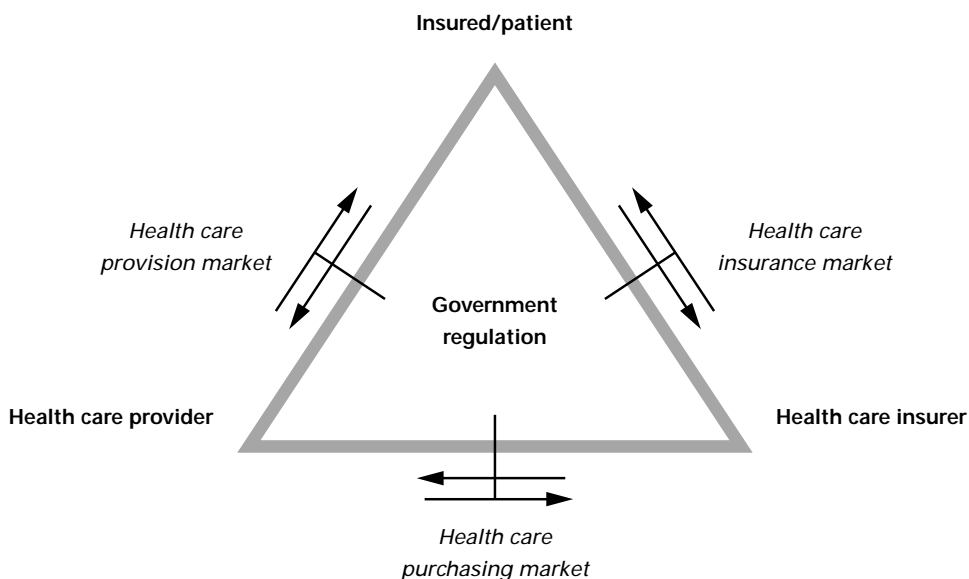 Insured/patient
Health care
provision market
Health care
insurance market
Government
regulation
Health care provider
Health care insurer
Health care
purchasing market